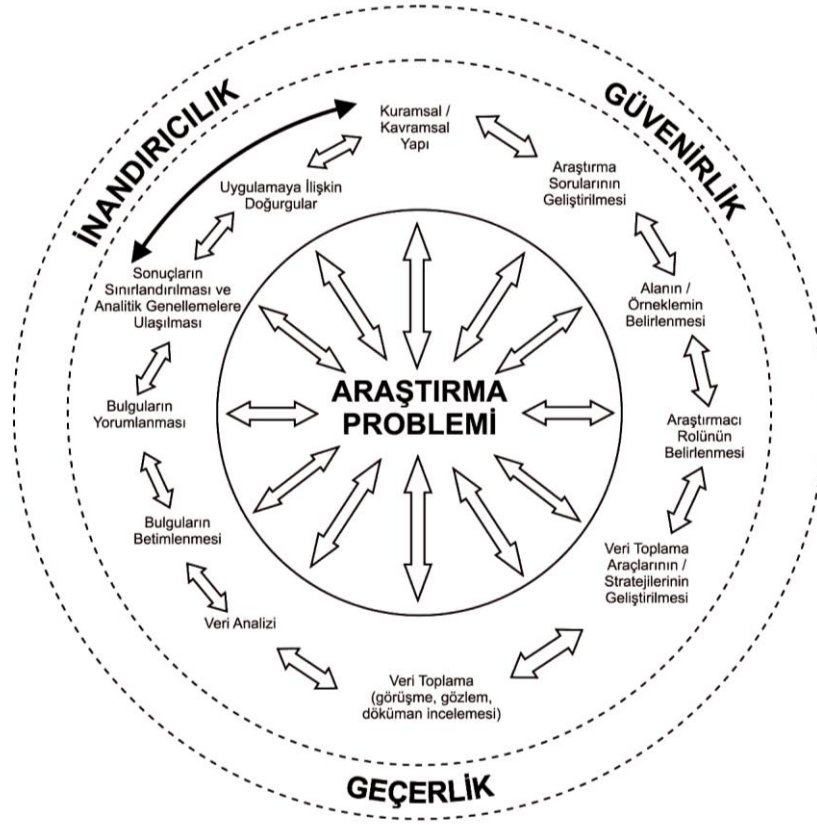 İNANDIRICILIK
GÜVENİRLİK
GEÇERLİK
ARAŞTIRMA
PROBLEMİ
Kuramsal /
Kavramsal
Yapı
Araştırma
Sorularının
Geliştirilmesi
Alanın /
Örneklemin
Belirlenmesi
Araştırmacı
Rolünün
Belirlenmesi
Veri Toplama
Araçlarının /
Stratejilerinin
Geliştirilmesi
Veri Toplama
(görüşme, gözlem,
döküman incelemesi)
Veri Analizi
Bulguların
Betimlenmesi
Bulguların
Yorumlanması
Sonuçların
Sınırlandırılması ve
Analitik Genellemelere
Ulaşılması
Uygulamaya İlişkin
Doğurgular